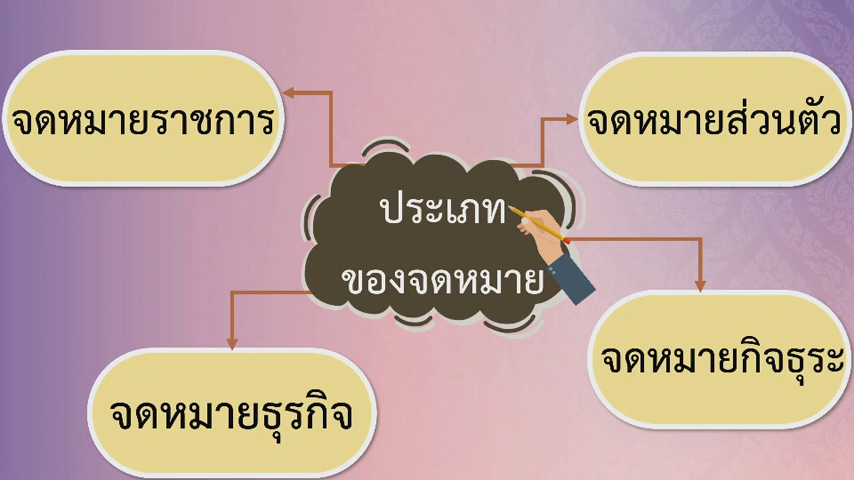 จดหมายราชการ
จดหมายส่วนตัว
ประเภท
ของจดหมาย
จดหมายกิจธุระ
จดหมายธุรกิจ